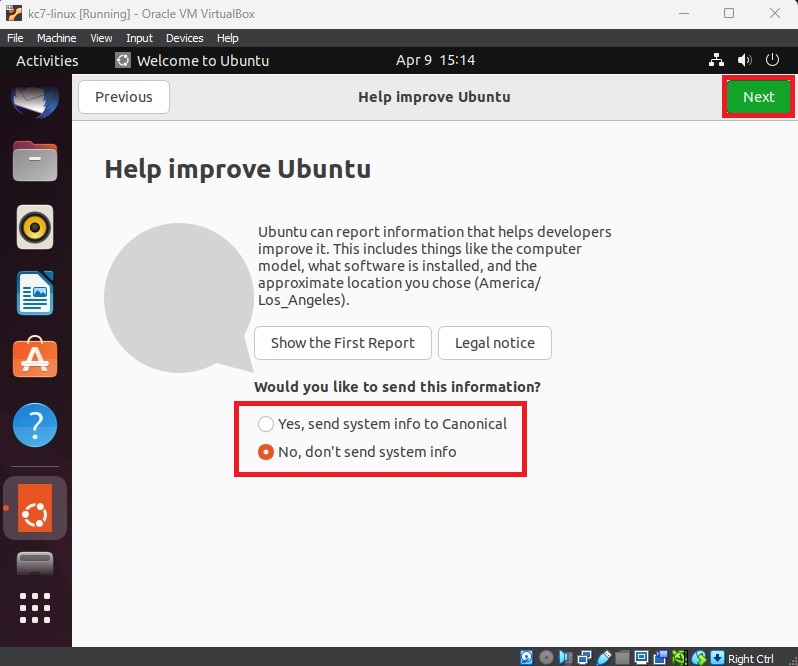 kc7-linux [Running] - Oracle VM VirtualBox
File Machine View Input Devices Help
Activities Welcome to Ubuntu Apr 9 15:14
Previous Help improve Ubuntu Next
Help improve Ubuntu
Ubuntu can report information that helps developers
improve it. This includes things like the computer
model, what software is installed, and the
approximate location you chose (America/
Los_Angeles).
Show the First Report Legal notice
Would you like to send this information?
Yes, send system info to Canonical
No, don't send system info
Right Ctrl